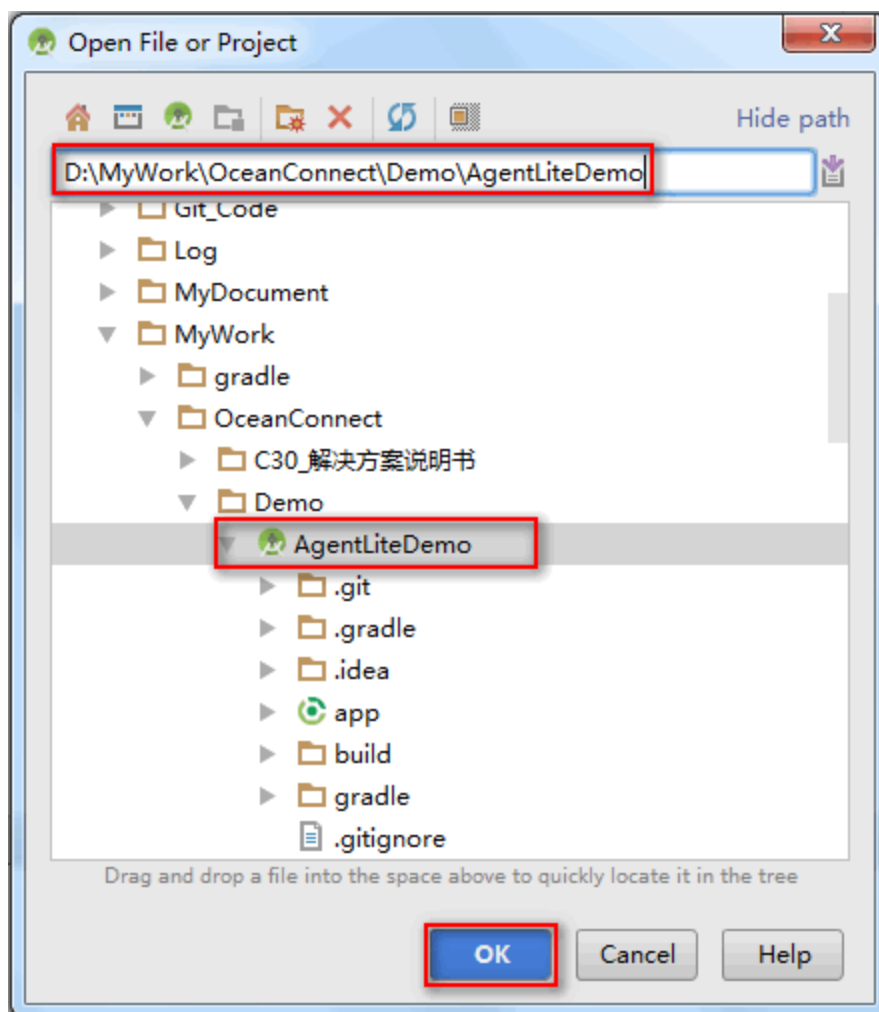 Open File or Project
Hide path
D:\MyWork\OceanConnect\Demo\AgentLiteDemo
Git_Code
Log
MyDocument
MyWork
gradle
OceanConnect
C30_解决方案说明书
Demo
AgentLiteDemo
.git
.gradle
.idea
app
build
gradle
.gitignore
Drag and drop a file into the space above to quickly locate it in the tree
OK Cancel Help